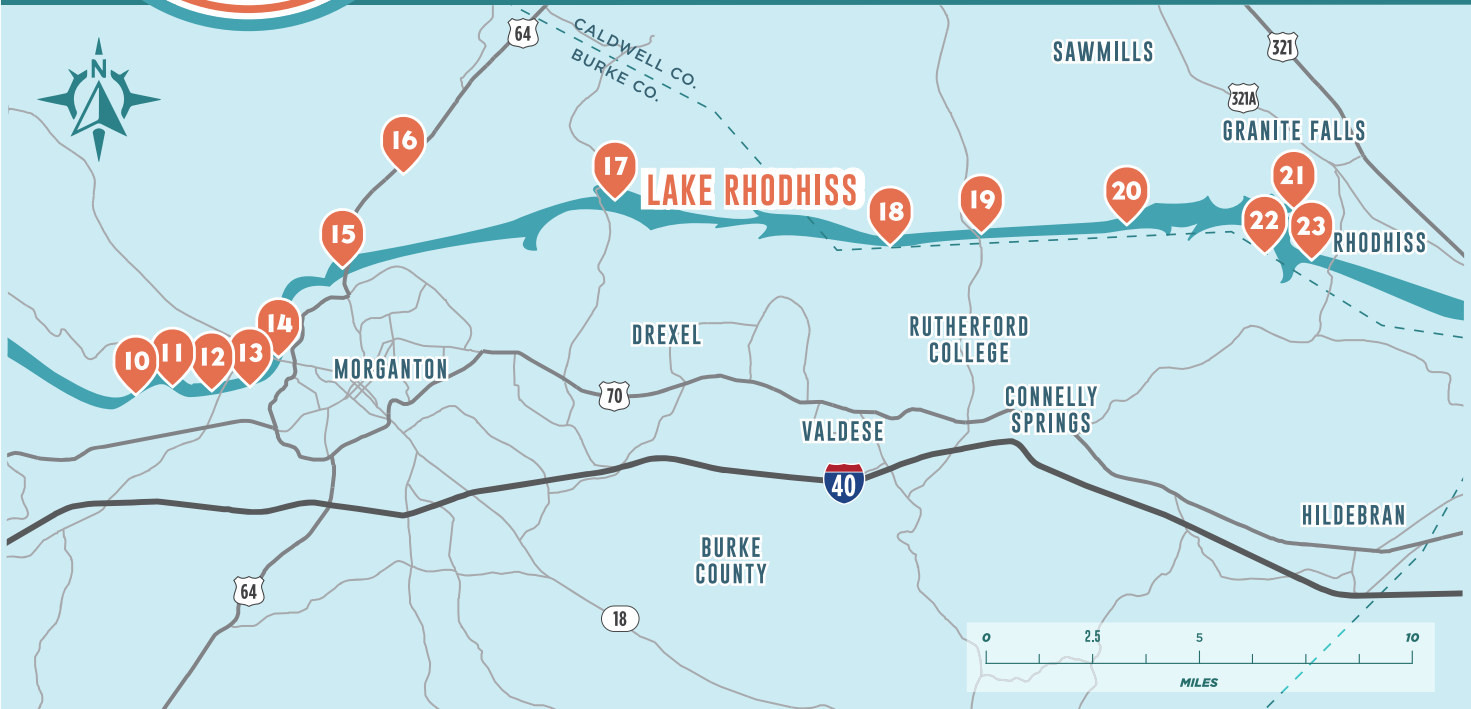 64
CALDWELL CO.
BURKE CO.
SAWMILLS
321
321A
GRANITE FALLS
N
16
17
LAKE RHODHISS
18
19
20
21
22
23
RHODHISS
15
14
10
11
12
13
MORGANTON
DREXEL
RUTHERFORD
COLLEGE
70
CONNELLY
SPRINGS
VALDESE
40
HILDEBRAN
BURKE
COUNTY
64
18
0 2.5 5 10
MILES